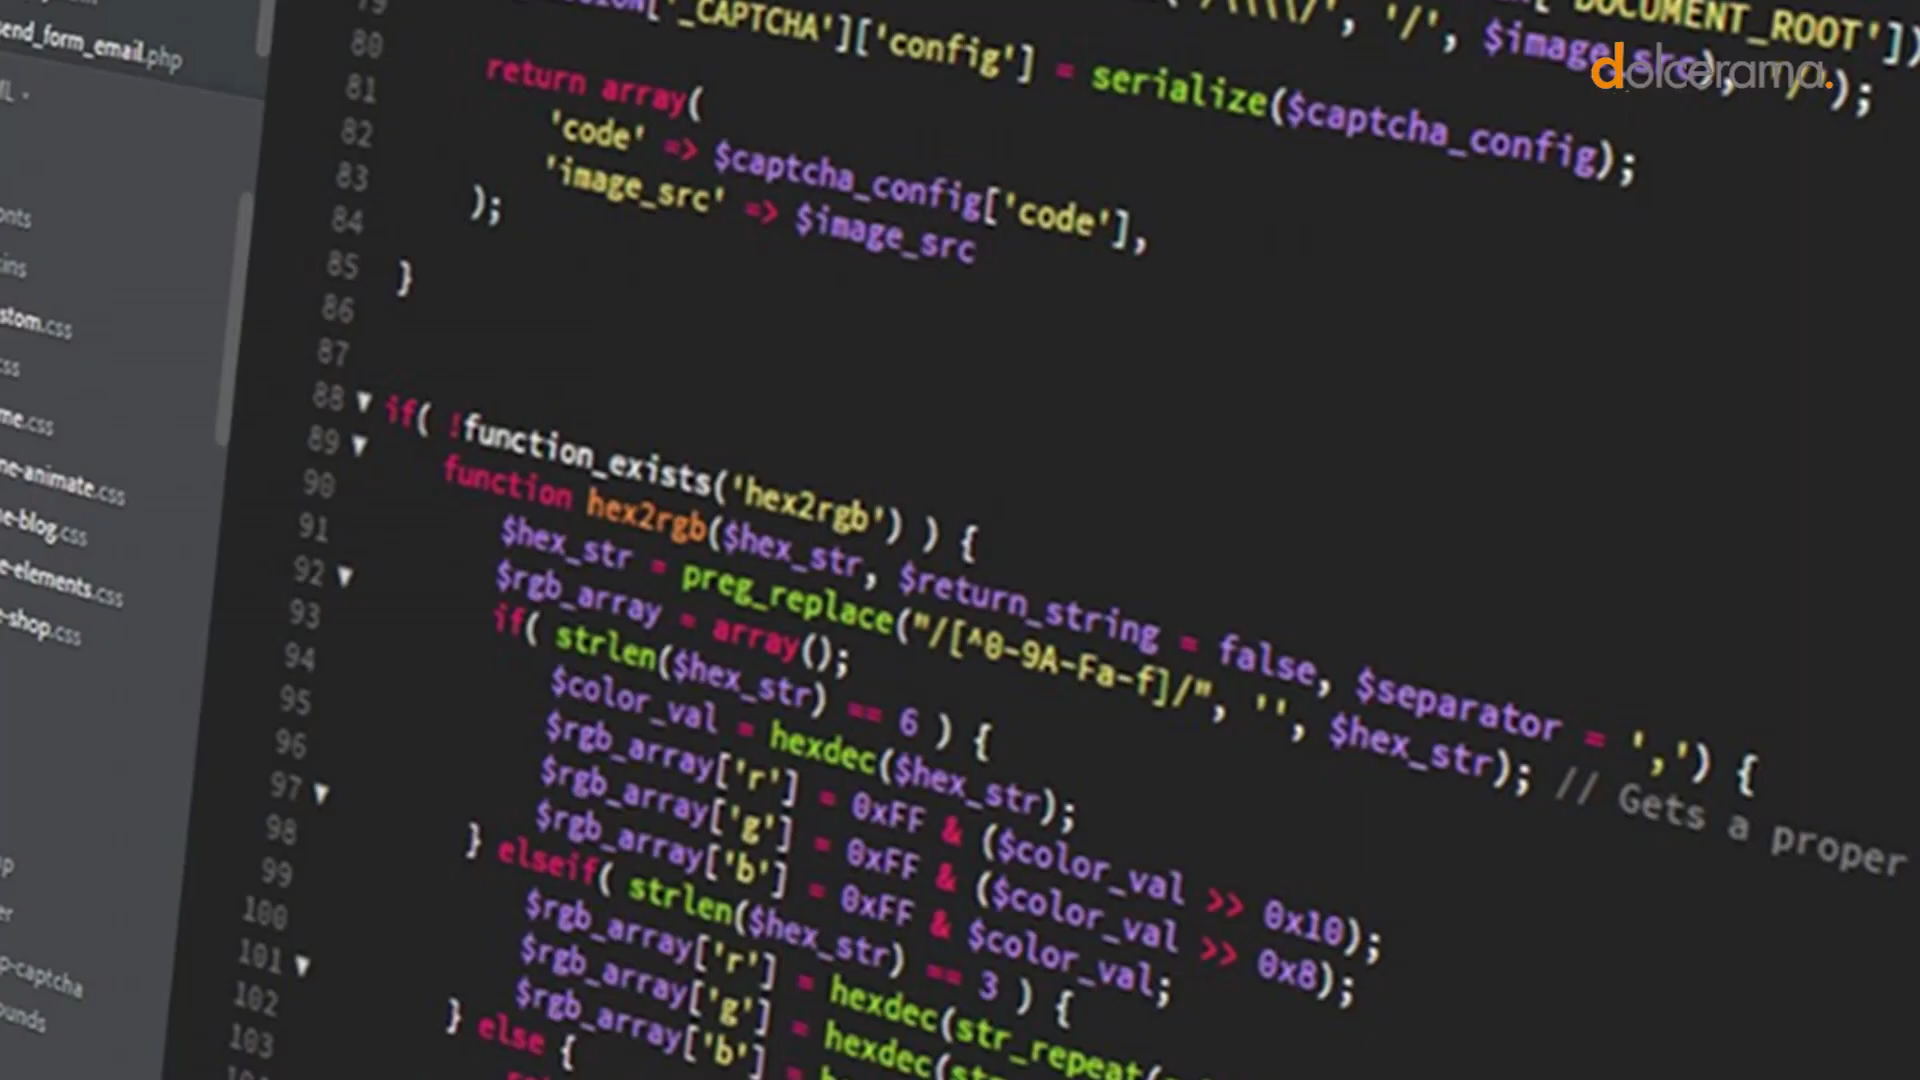 send_form_email.php
stom.css
me.css
ne-animate.css
e-blog.css
e-elements.css
e-shop.css
p-captcha
ounds
dolcerama.
79 ['_CAPTCHA']['config'] = serialize($captcha_config);
'/', $image_src), '/');
DOCUMENT_ROOT'])
80
81 return array(
82 'code' => $captcha_config['code'],
83 'image_src' => $image_src
84 );
85 }
86
87
88 if( !function_exists('hex2rgb') ) {
89 function hex2rgb($hex_str, $return_string = false, $separator = ',') {
90 $hex_str = preg_replace("/[^0-9A-Fa-f]/", '', $hex_str); // Gets a proper
91 $rgb_array = array();
92 if( strlen($hex_str) == 6 ) {
93 $color_val = hexdec($hex_str);
94 $rgb_array['r'] = 0xFF & ($color_val >> 0x10);
95 $rgb_array['g'] = 0xFF & ($color_val >> 0x8);
96 $rgb_array['b'] = 0xFF & $color_val;
97 } elseif( strlen($hex_str) == 3 ) {
98 $rgb_array['r'] = hexdec(str_repeat(
99 $rgb_array['g'] = hexdec(
100 $rgb_array['b'] =
101 } else {
102
103